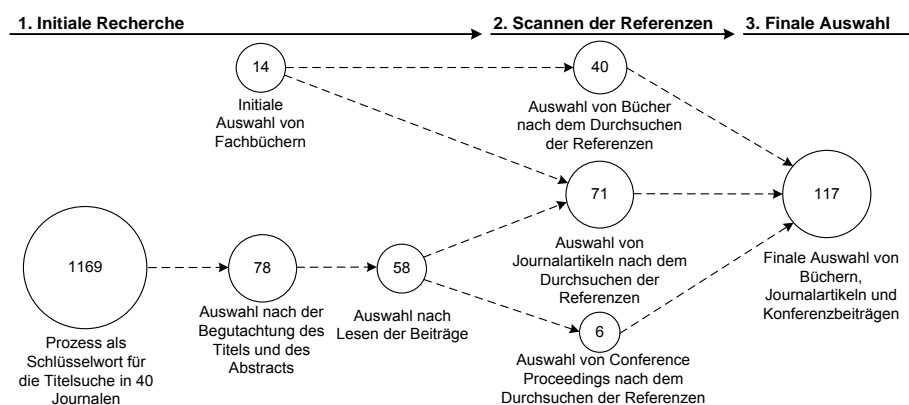 1. Initiale Recherche
2. Scannen der Referenzen
3. Finale Auswahl
14
Initiale
Auswahl von
Fachbüchern
40
Auswahl von Bücher
nach dem Durchsuchen
der Referenzen
1169
Prozess als
Schlüsselwort für
die Titelsuche in 40
Journalen
78
Auswahl nach der
Begutachtung des
Titels und des
Abstracts
58
Auswahl nach
Lesen der Beiträge
71
Auswahl von
Journalartikeln nach dem
Durchsuchen der
Referenzen
6
Auswahl von Conference
Proceedings nach dem
Durchsuchen der Referenzen
117
Finale Auswahl von
Büchern,
Journalartikeln und
Konferenzbeiträgen